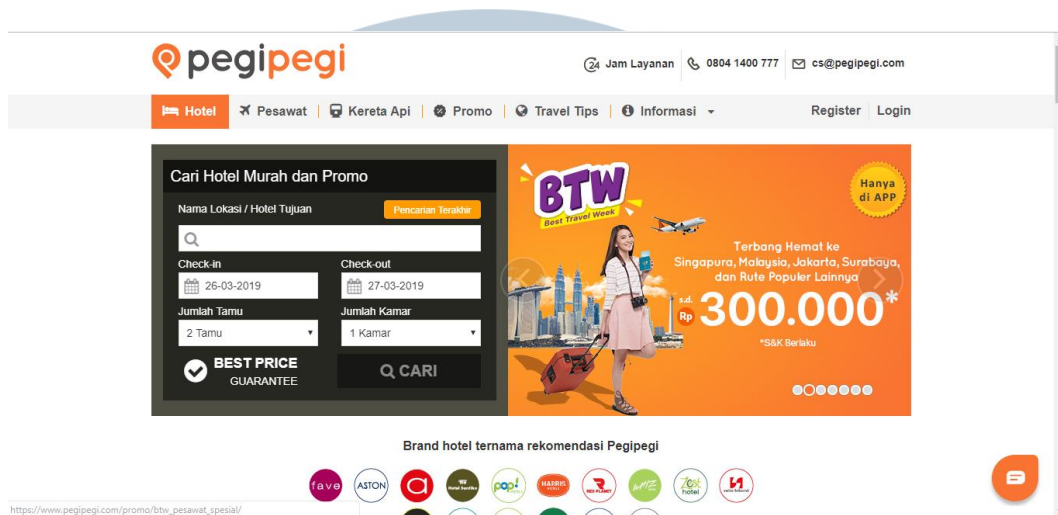 pegipegi
24 Jam Layanan
0804 1400 777
cs@pegipegi.com
Hotel
Pesawat
Kereta Api
Promo
Travel Tips
Informasi
Register
Login
Cari Hotel Murah dan Promo
Nama Lokasi / Hotel Tujuan
Pencarian Terakhir
Check-in
Check-out
26-03-2019
27-03-2019
Jumlah Tamu
Jumlah Kamar
2 Tamu
1 Kamar
BEST PRICE
GUARANTEE
CARI
BTW
Best Travel Week
Hanya
di APP
Terbang Hemat ke
Singapura, Malaysia, Jakarta, Surabaya,
dan Rute Populer Lainnya
s.d.
Rp 300.000*
*S&K Berlaku
Brand hotel ternama rekomendasi Pegipegi
fave
ASTON
a
Hotel Santika
pop!
HARRIS
RED PLANET
Zest
hotel
https://www.pegipegi.com/promo/btw_pesawat_spesial/